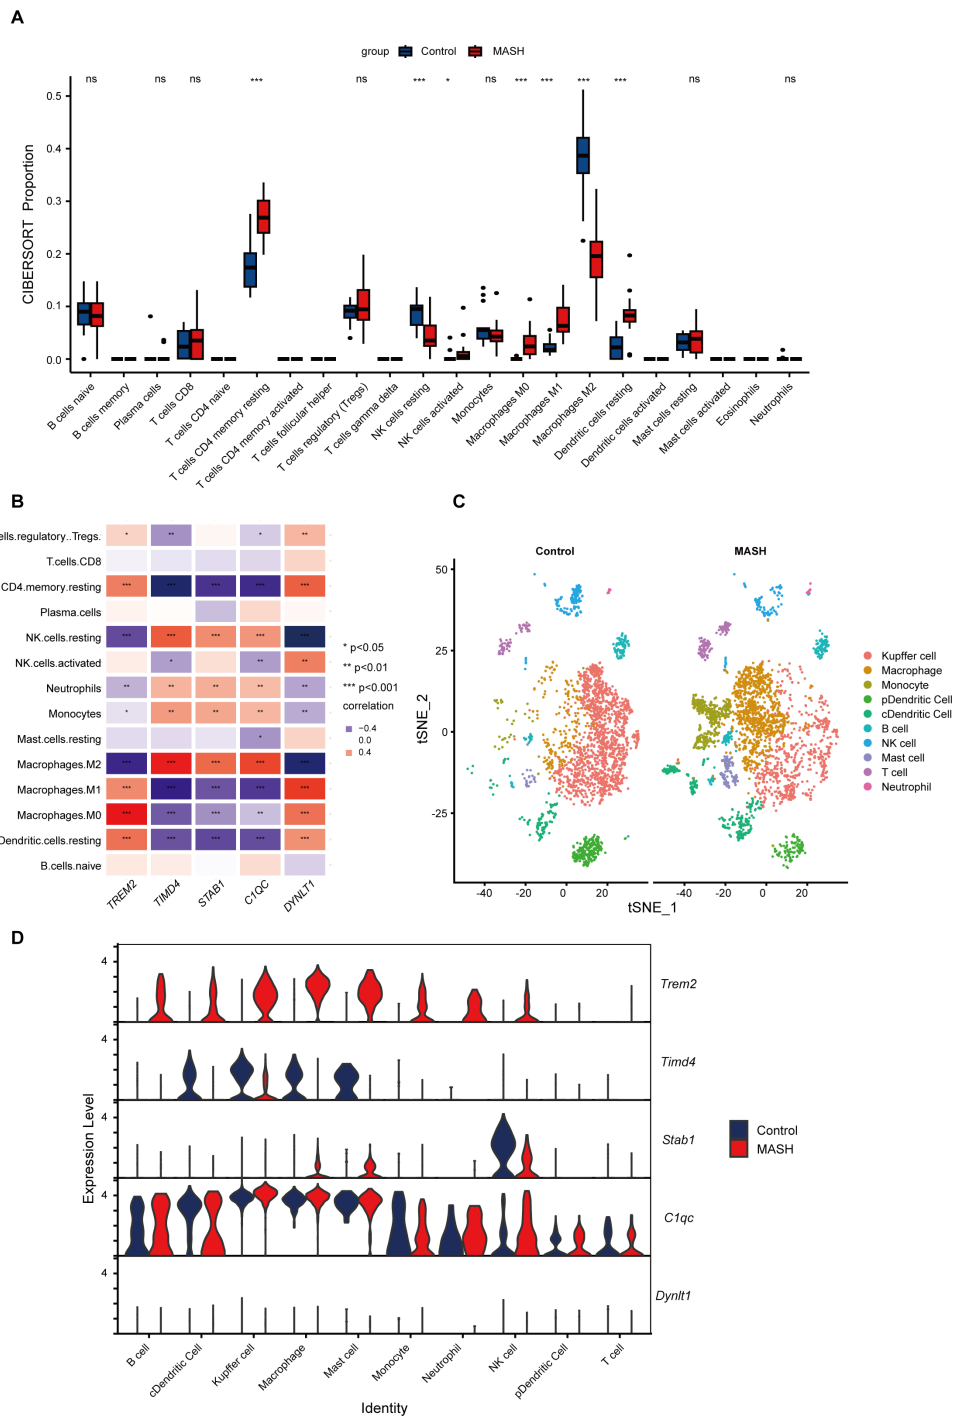 A
group Control MASH
ns ns ns *** ns *** * ns *** *** *** *** ns ns
CIBERSORT Proportion
0.5
0.4
0.3
0.2
0.1
0.0
B cells naive
B cells memory
Plasma cells
T cells CD8
T cells CD4 naive
T cells CD4 memory resting
T cells CD4 memory activated
T cells follicular helper
T cells regulatory (Tregs)
T cells gamma delta
NK cells resting
NK cells activated
Monocytes
Macrophages M0
Macrophages M1
Macrophages M2
Dendritic cells resting
Dendritic cells activated
Mast cells resting
Mast cells activated
Eosinophils
Neutrophils
B
ells.regulatory..Tregs. * ** * **
T.cells.CD8
CD4.memory.resting *** *** *** *** ***
Plasma.cells
NK.cells.resting *** *** *** *** ***
NK.cells.activated * ** **
Neutrophils ** ** ** ** **
Monocytes * ** ** ** **
Mast.cells.resting *
Macrophages.M2 *** *** *** *** ***
Macrophages.M1 *** *** *** *** ***
Macrophages.M0 *** *** *** ** ***
Dendritic.cells.resting *** *** *** *** ***
B.cells.naive
TREM2
TIMD4
STAB1
C1QC
DYNLT1
* p<0.05
** p<0.01
*** p<0.001
correlation
−0.4
0.0
0.4
C
Control MASH
tSNE_2
50
25
0
-25
-40 -20 0 20 -40 -20 0 20
tSNE_1
Kupffer cell
Macrophage
Monocyte
pDendritic Cell
cDendritic Cell
B cell
NK cell
Mast cell
T cell
Neutrophil
D
Expression Level
4 Trem2
4 Timd4
4 Stab1
4 C1qc
4 Dynlt1
Control
MASH
B cell
cDendritic Cell
Kupffer cell
Macrophage
Mast cell
Monocyte
Neutrophil
NK cell
pDendritic Cell
T cell
Identity